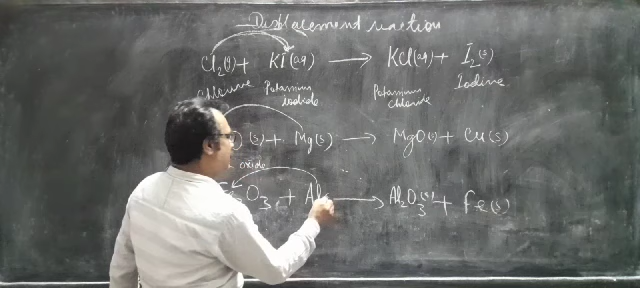 Displacement reaction
Cl₂(g) + KI(aq) → KCl(aq) + I₂(s)
Chlorine Potassium Iodide Potassium Chloride Iodine
(s) + Mg(s) → MgO(s) + Cu(s)
oxide
O₃ + Al → Al₂O₃(s) + Fe(s)